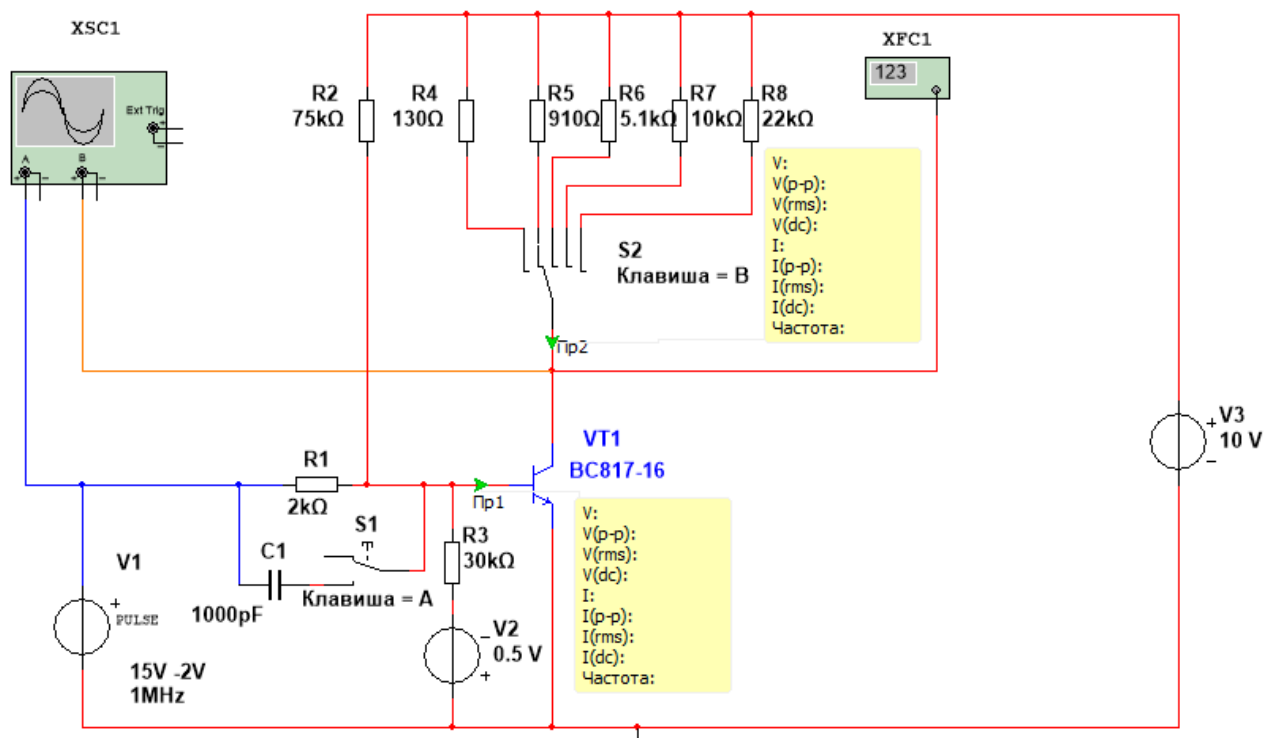 XSC1
Ext Trig
A
B
R2
75kΩ
R4
130Ω
R5
910Ω
R6
5.1kΩ
R7
10kΩ
R8
22kΩ
XFC1
123
V:
V(p-p):
V(rms):
V(dc):
I:
I(p-p):
I(rms):
I(dc):
Частота:
S2
Клавиша = B
Пр2
V3
10 V
VT1
BC817-16
R1
2kΩ
Пр1
S1
C1
1000pF
Клавиша = A
R3
30kΩ
V2
0.5 V
V1
PULSE
15V -2V
1MHz
V:
V(p-p):
V(rms):
V(dc):
I:
I(p-p):
I(rms):
I(dc):
Частота: